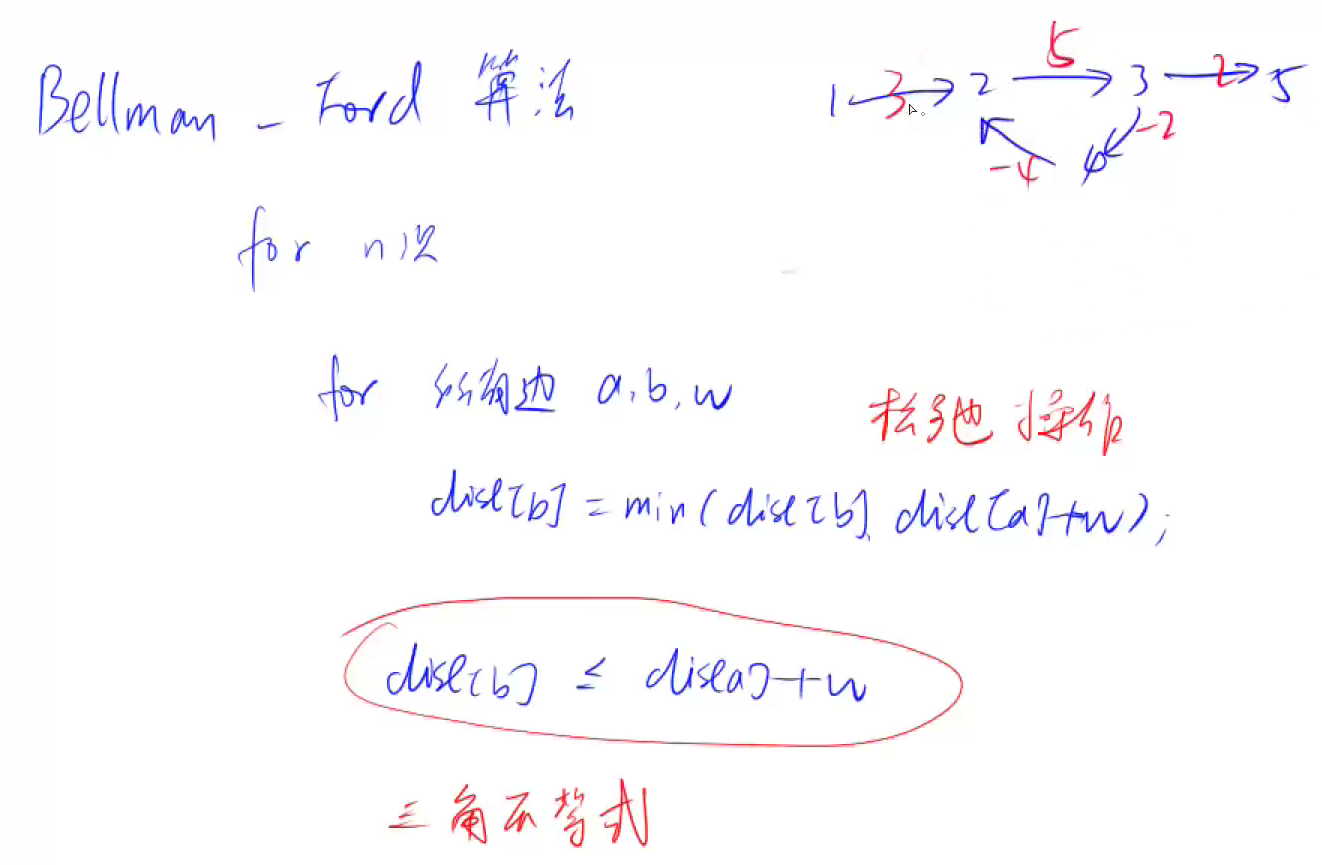 Bellman - Ford 算法
1 3 2 5 3 2 5
-4 4 -2
for n次
for 所有边 a,b,w
松弛操作
dist[b] = min(dist[b], dist[a]+w);
dist[b] ≤ dist[a]+w
三角不等式